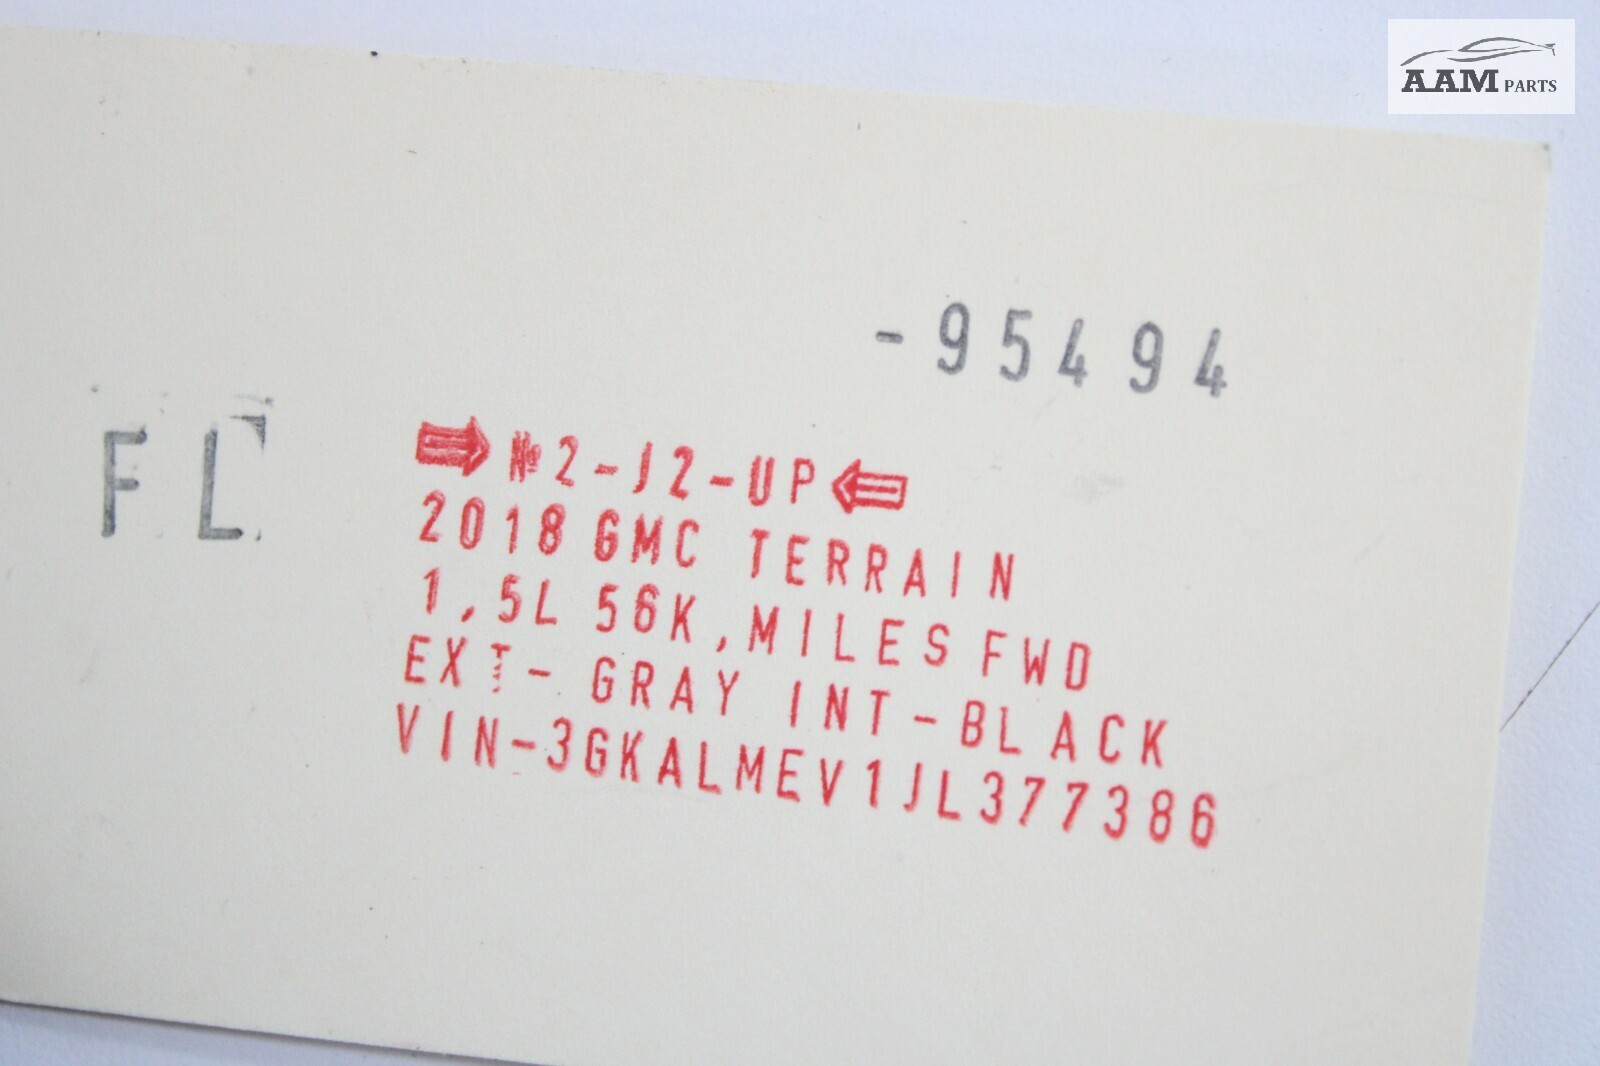 AAM PARTS
-95494
FL
№2-J2-UP
2018 GMC TERRAIN
1,5L 56K,MILES FWD
EXT- GRAY INT-BLACK
VIN-3GKALMEV1JL377386